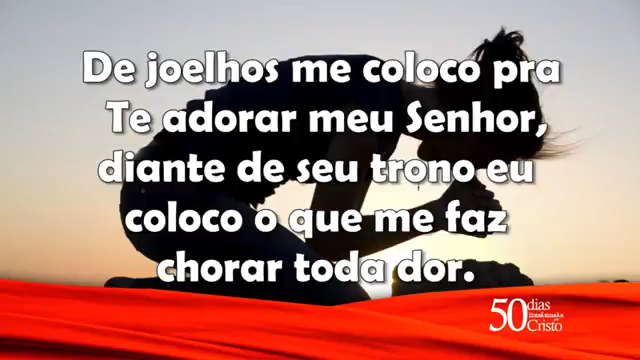 De joelhos me coloco pra
Te adorar meu Senhor,
diante de seu trono eu
coloco o que me faz
chorar toda dor.
50 dias
Cristo